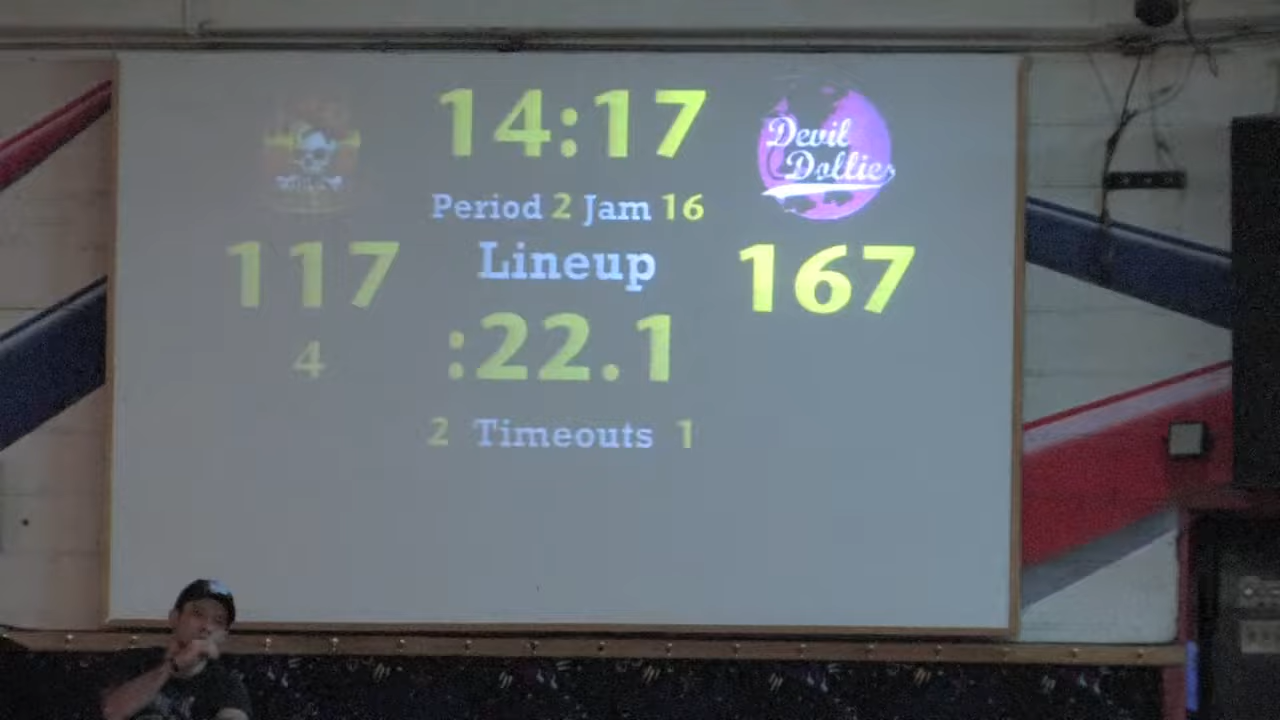 14:17
Devil
Dollies
Period 2 Jam 16
117
Lineup
167
4
:22.1
2 Timeouts 1